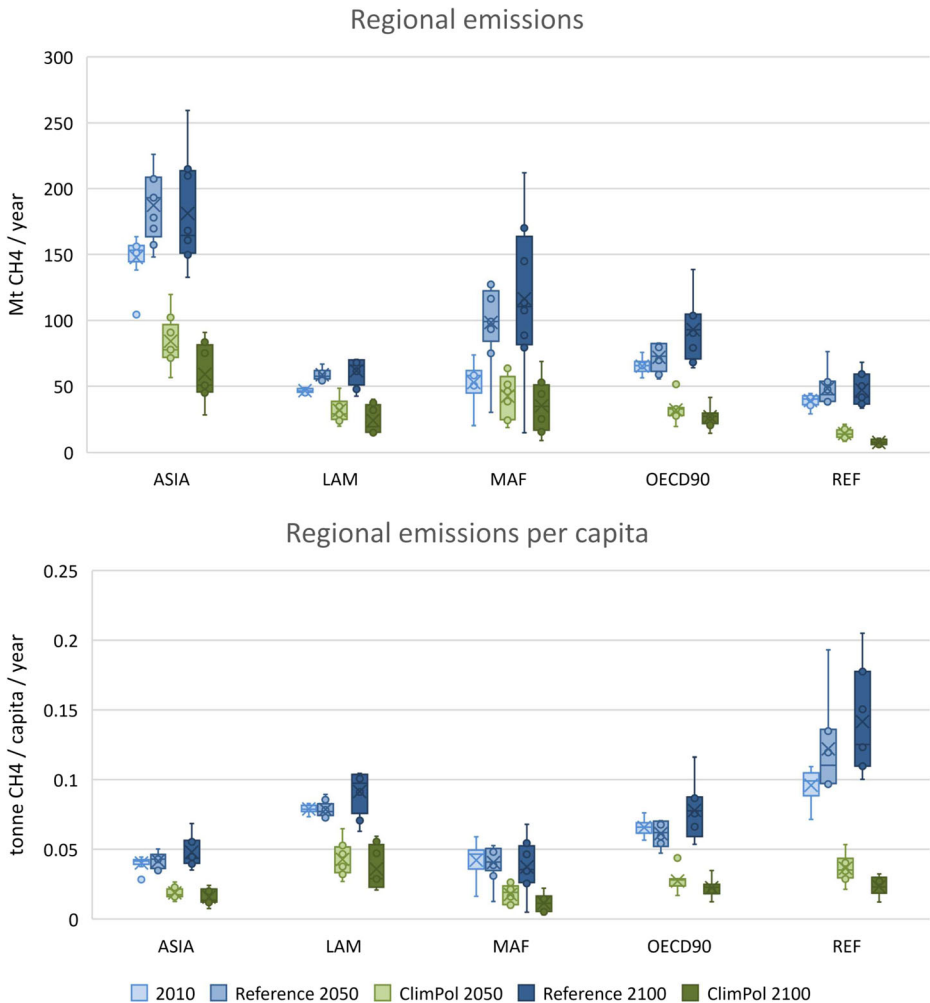 Regional emissions
300
250
200
150
100
50
0
Mt CH4 / year
ASIA LAM MAF OECD90 REF
Regional emissions per capita
0.25
0.2
0.15
0.1
0.05
0
tonne CH4 / capita / year
ASIA LAM MAF OECD90 REF
2010 Reference 2050 ClimPol 2050 Reference 2100 ClimPol 2100